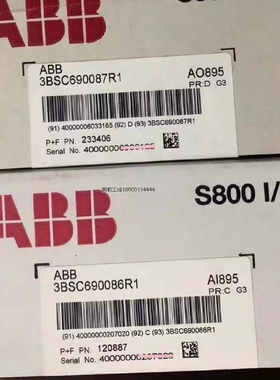 ABB
ABB
3BSC690087R1
AO895
PR:D G3
(91) 40000006033185 (92) D (93) 3BSC690087R1
P+F PN. 233406
Serial No.
ABB
S800 I/
ABB
3BSC690086R1
AI895
PR:C G3
(91) 40000000207020 (92) C (93) 3BSC690086R1
P+F PN. 120887
Serial No.